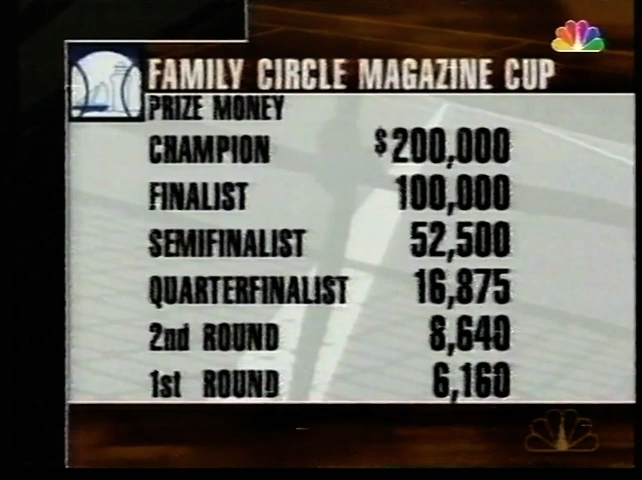 FAMILY CIRCLE MAGAZINE CUP
PRIZE MONEY
CHAMPION $200,000
FINALIST 100,000
SEMIFINALIST 52,500
QUARTERFINALIST 16,875
2nd ROUND 8,640
1st ROUND 6,160